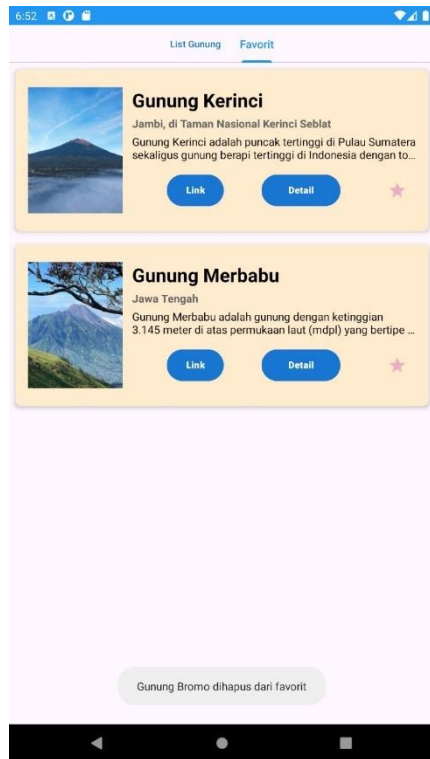 6:52
List Gunung Favorit
Gunung Kerinci
Jambi, di Taman Nasional Kerinci Seblat
Gunung Kerinci adalah puncak tertinggi di Pulau Sumatera
sekaligus gunung berapi tertinggi di Indonesia dengan to...
Link Detail
Gunung Merbabu
Jawa Tengah
Gunung Merbabu adalah gunung dengan ketinggian
3.145 meter di atas permukaan laut (mdpl) yang bertipe ...
Link Detail
Gunung Bromo dihapus dari favorit